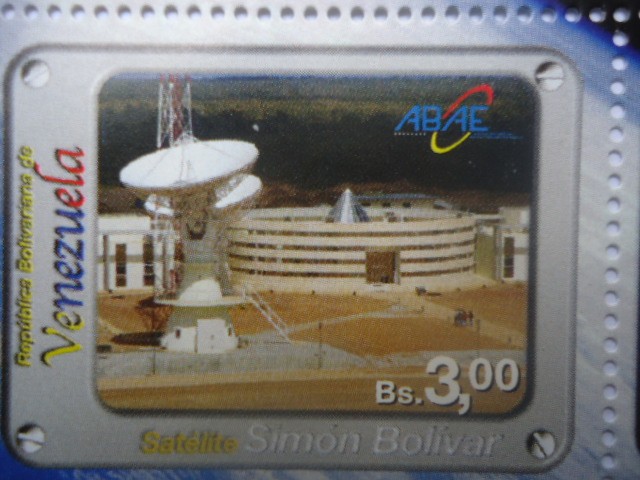 República Bolivariana de
Venezuela
ABAE
Bs.3,00
Satélite Simón Bolívar